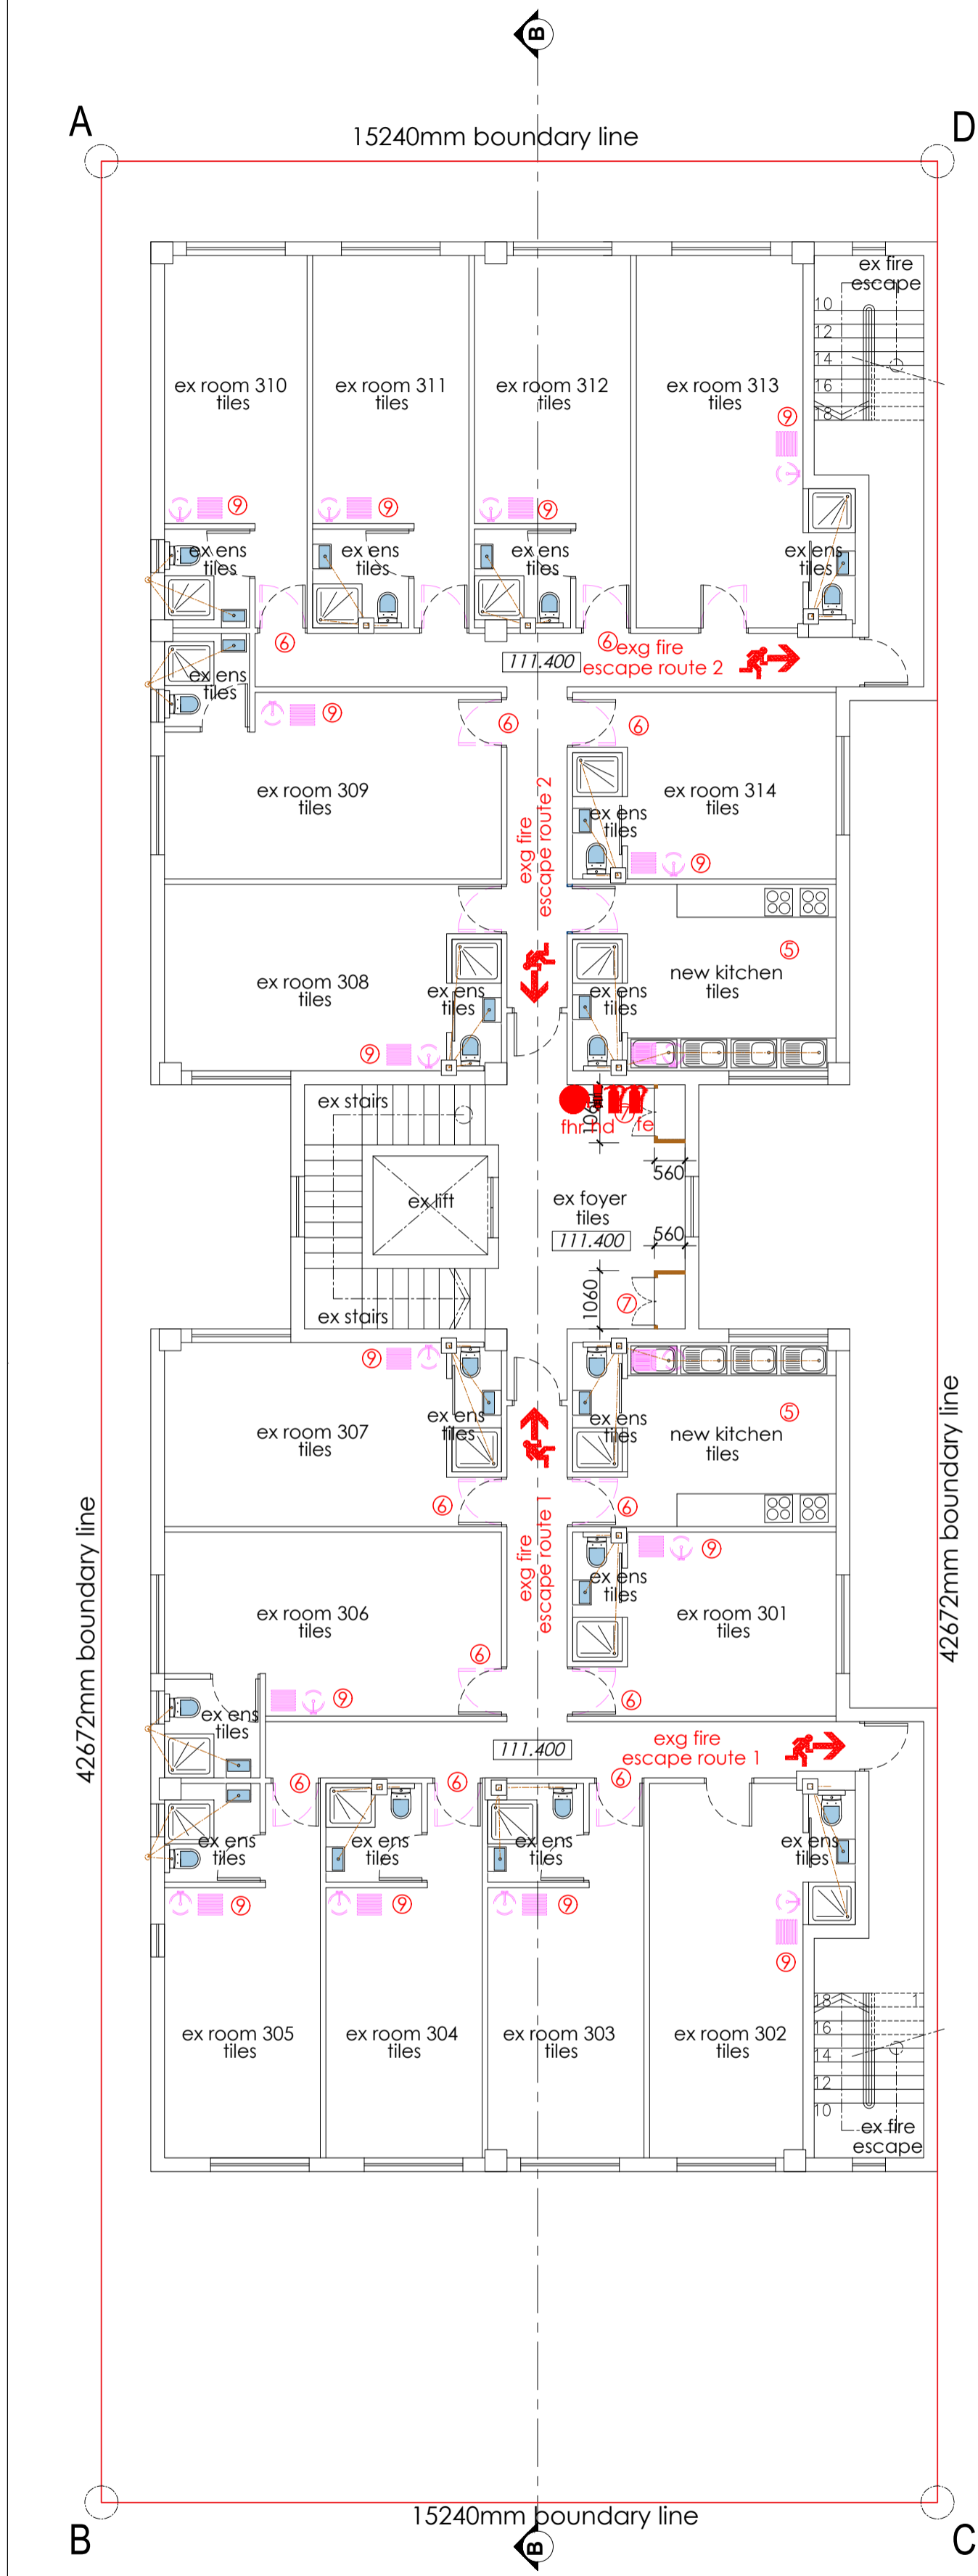 B
A
D
15240mm boundary line
ex fire
escape
10
12
14
16
18
ex room 310
tiles
ex room 311
tiles
ex room 312
tiles
ex room 313
tiles
9
9
9
9
ex ens
tiles
ex ens
tiles
ex ens
tiles
ex ens
tiles
6
6
111.400
exg fire
escape route 2
ex ens
tiles
9
6
6
ex room 309
tiles
exg fire
escape route 2
ex room 314
tiles
ex ens
tiles
9
5
ex room 308
tiles
new kitchen
tiles
ex ens
tiles
ex ens
tiles
9
ex stairs
fhr
hd
7
fe
1060
560
ex lift
ex foyer
tiles
111.400
560
1060
7
ex stairs
9
ex room 307
tiles
ex ens
tiles
ex ens
tiles
5
new kitchen
tiles
42672mm boundary line
42672mm boundary line
6
6
exg fire
escape route 1
9
ex ens
tiles
ex room 306
tiles
ex room 301
tiles
6
6
9
ex ens
tiles
111.400
exg fire
escape route 1
6
6
6
ex ens
tiles
ex ens
tiles
ex ens
tiles
ex ens
tiles
9
9
9
9
ex room 305
tiles
ex room 304
tiles
ex room 303
tiles
ex room 302
tiles
18
1
16
14
12
10
ex fire
escape
15240mm boundary line
B
C
B